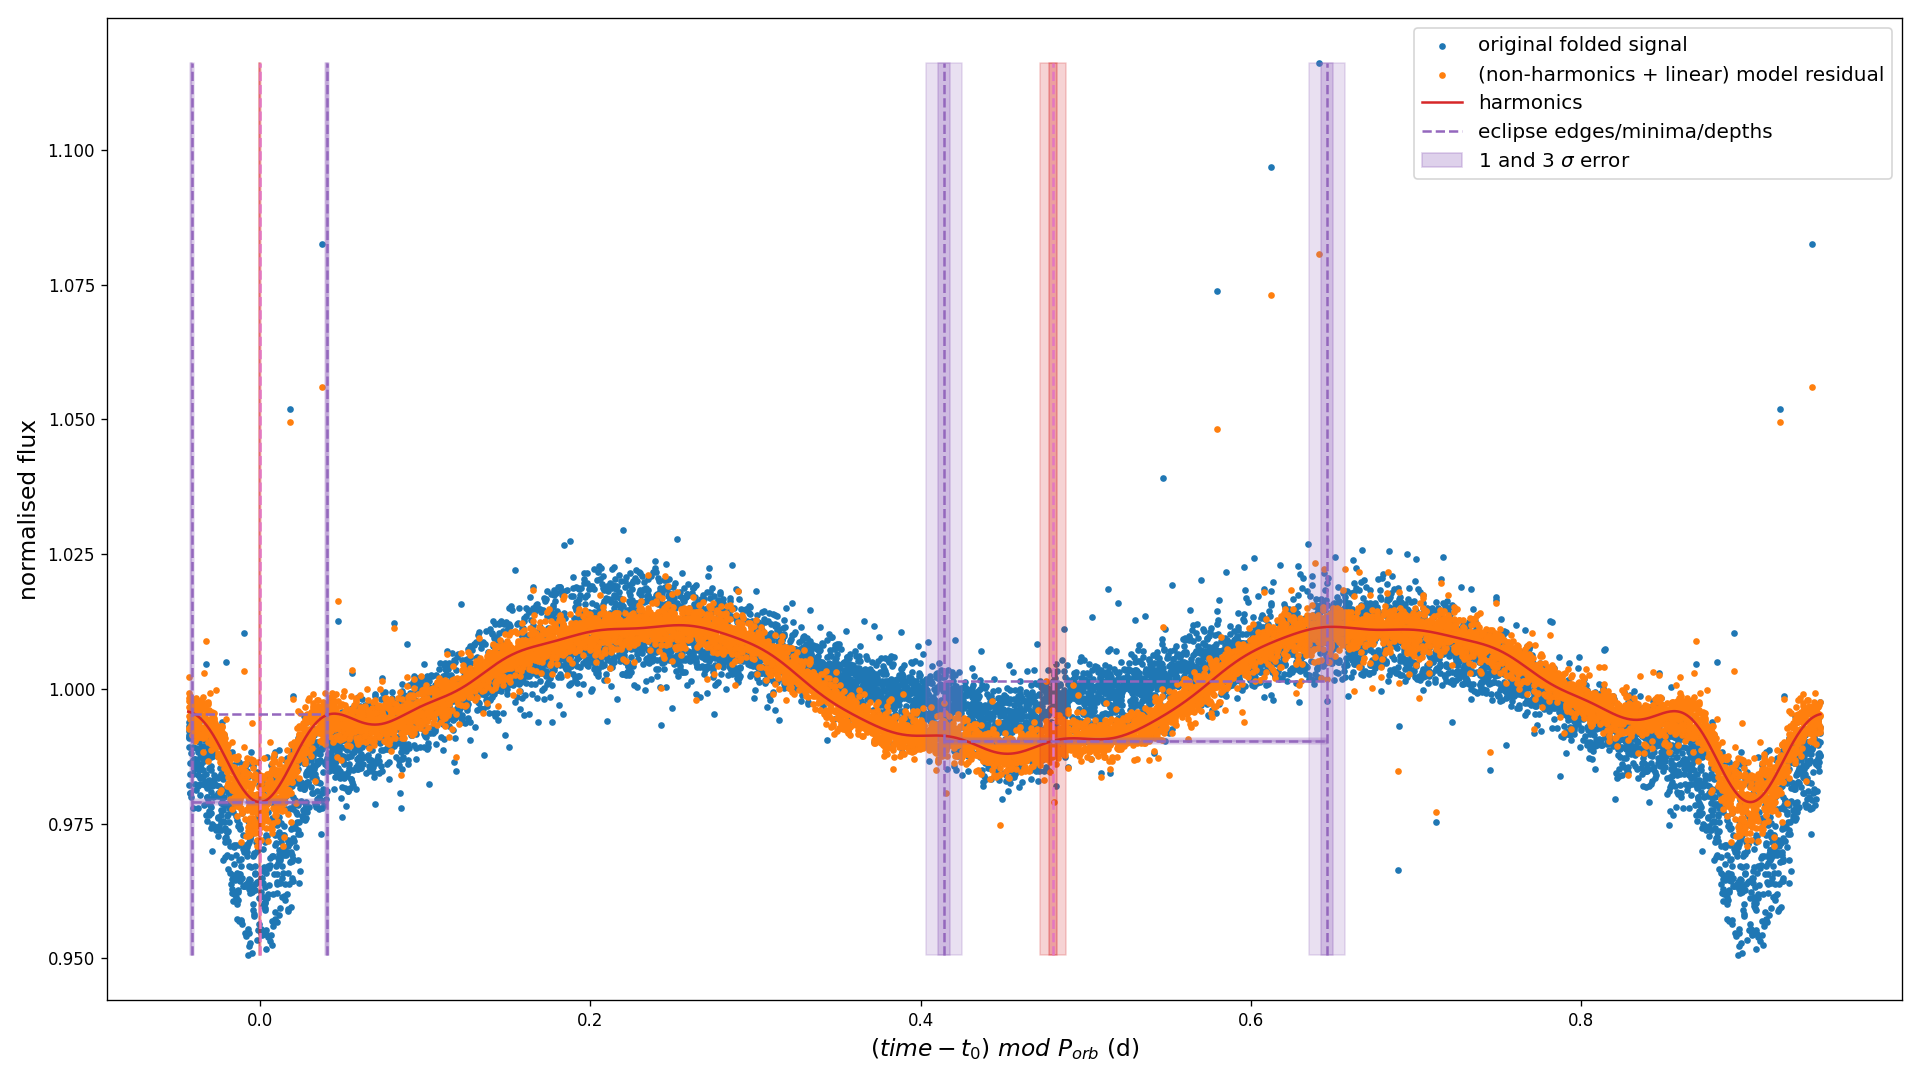 original folded signal
(non-harmonics + linear) model residual
harmonics
eclipse edges/minima/depths
1 and 3 σ error
normalised flux
1.100
1.075
1.050
1.025
1.000
0.975
0.950
0.0 0.2 0.4 0.6 0.8
(time − t₀) mod Pₒᵣb (d)